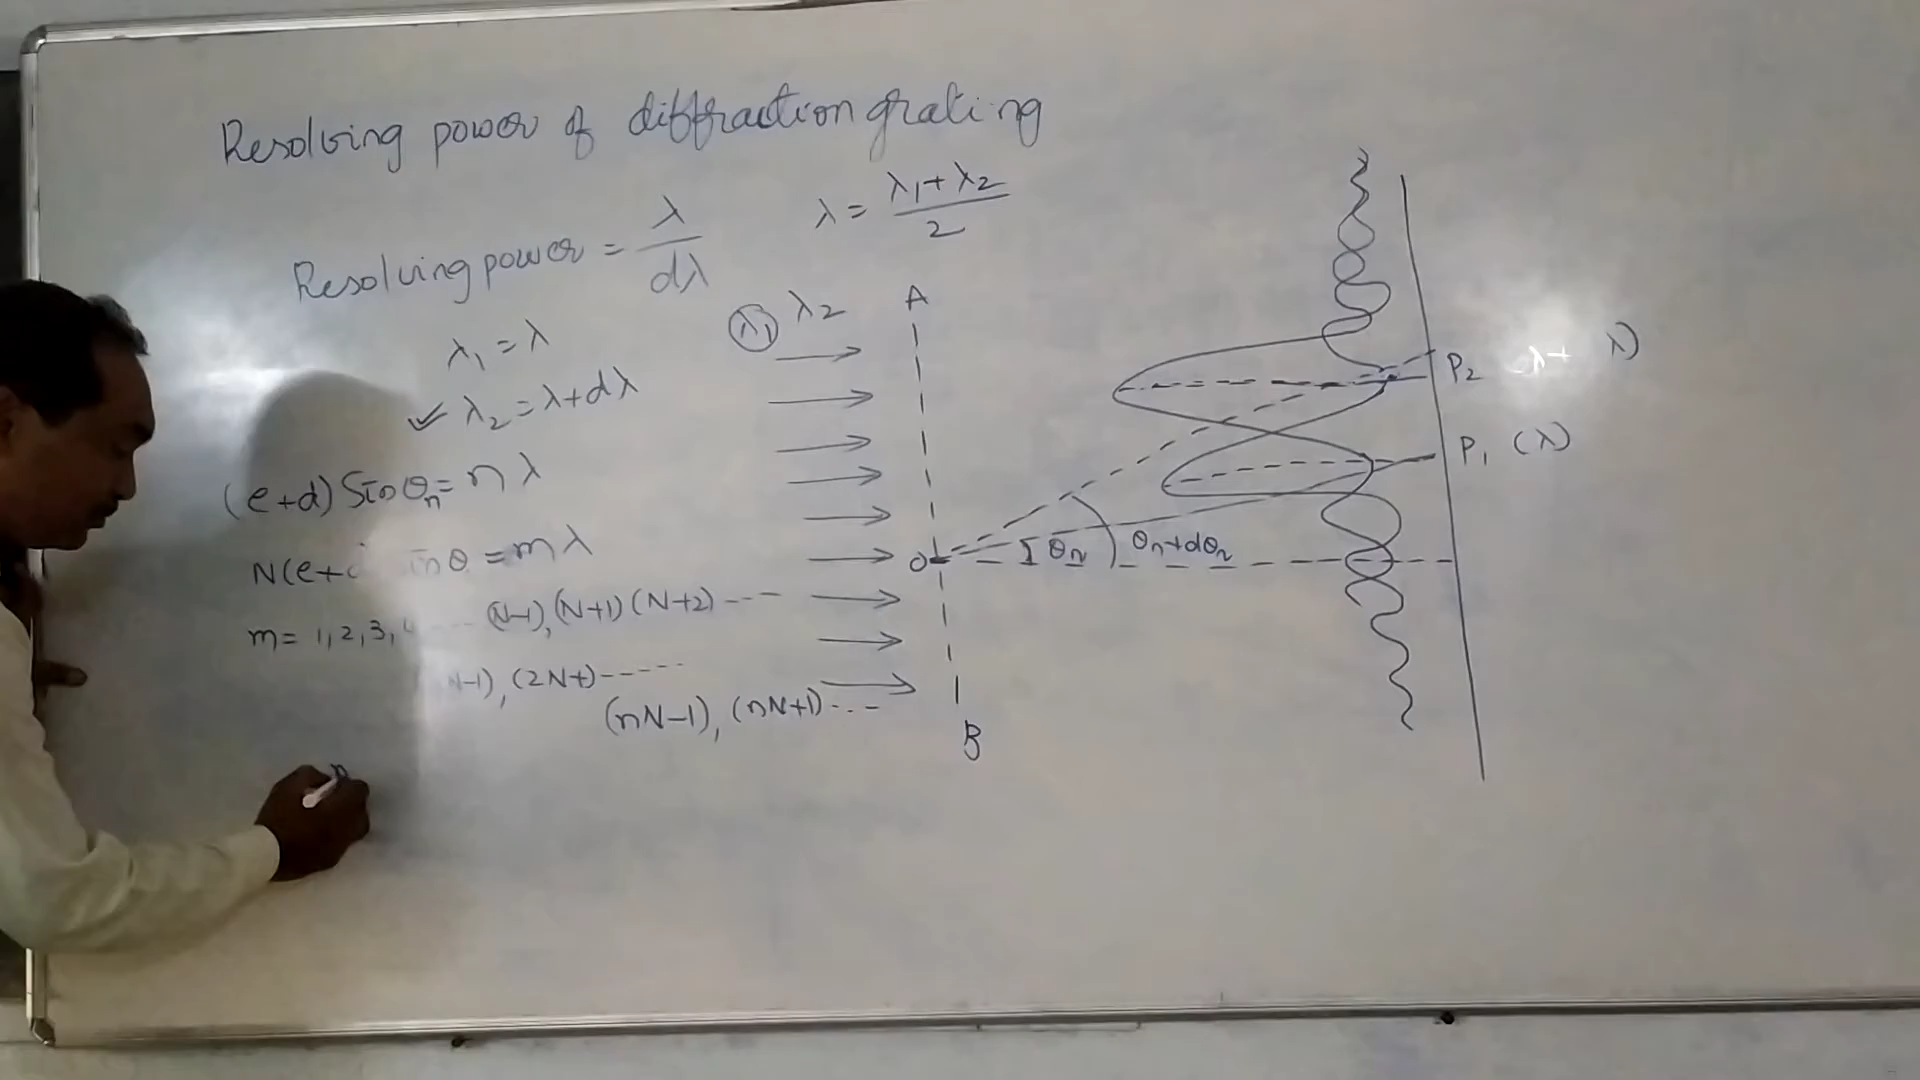 Resolving power of diffraction grating
Resolving power = λ/dλ
λ = (λ1+λ2)/2
λ1 = λ
✓ λ2 = λ+dλ
(e+d) Sin θn = n λ
N(e+ θ = m λ
m = 1, 2, 3, (N-1), (N+1) (N+2) ----
N-1), (2N+) ------
(nN-1), (nN+1) ---
λ1 λ2
A
O
B
θn
θn+dθn
P2 λ+ λ)
P1 (λ)